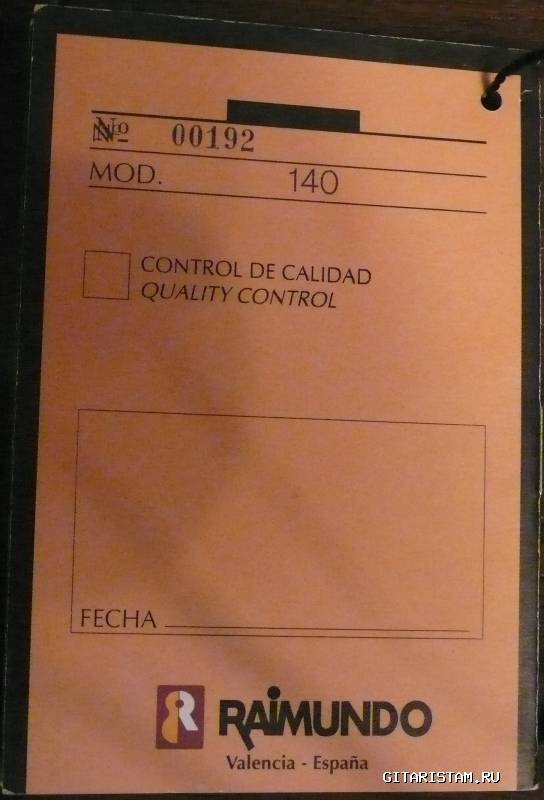 Nº 00192
MOD. 140
CONTROL DE CALIDAD
QUALITY CONTROL
FECHA
RAiMUNDO
Valencia - España
GITARISTAM.RU